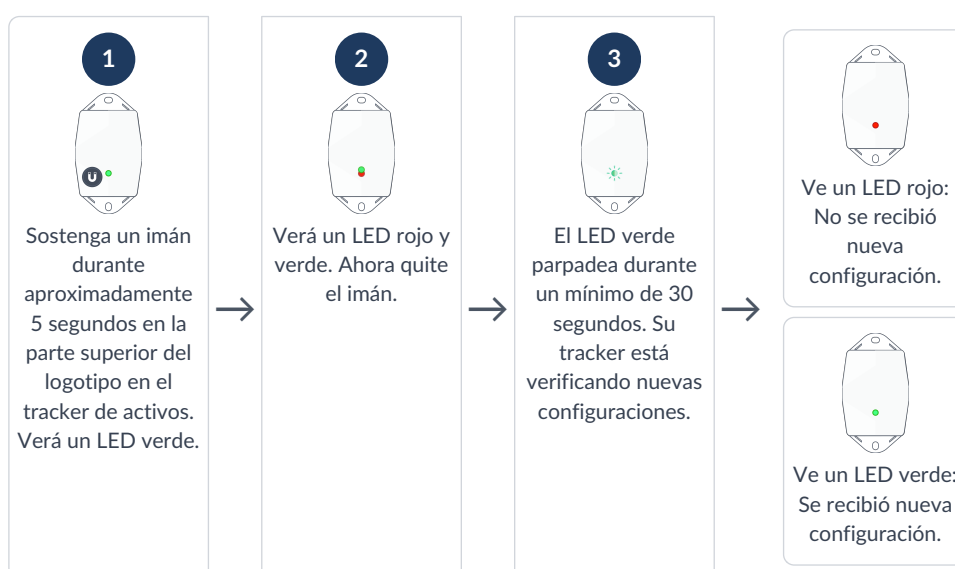 1
Sostenga un imán
durante
aproximadamente
5 segundos en la
parte superior del
logotipo en el
tracker de activos.
Verá un LED verde.
2
Verá un LED rojo y
verde. Ahora quite
el imán.
3
El LED verde
parpadea durante
un mínimo de 30
segundos. Su
tracker está
verificando nuevas
configuraciones.
Ve un LED rojo:
No se recibió
nueva
configuración.
Ve un LED verde:
Se recibió nueva
configuración.